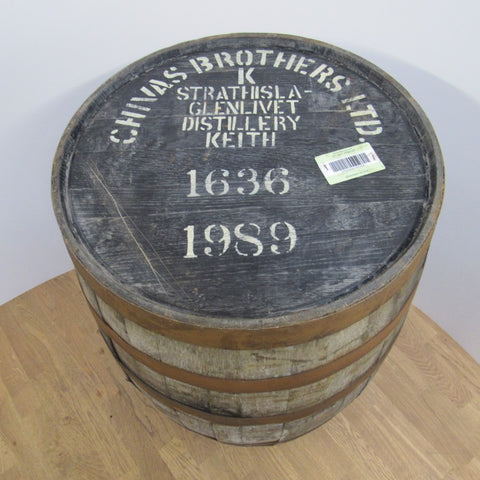 CHIVAS BROTHERS LTD.
K
STRATHISLA-
GLENLIVET
DISTILLERY
KEITH
1636
1989